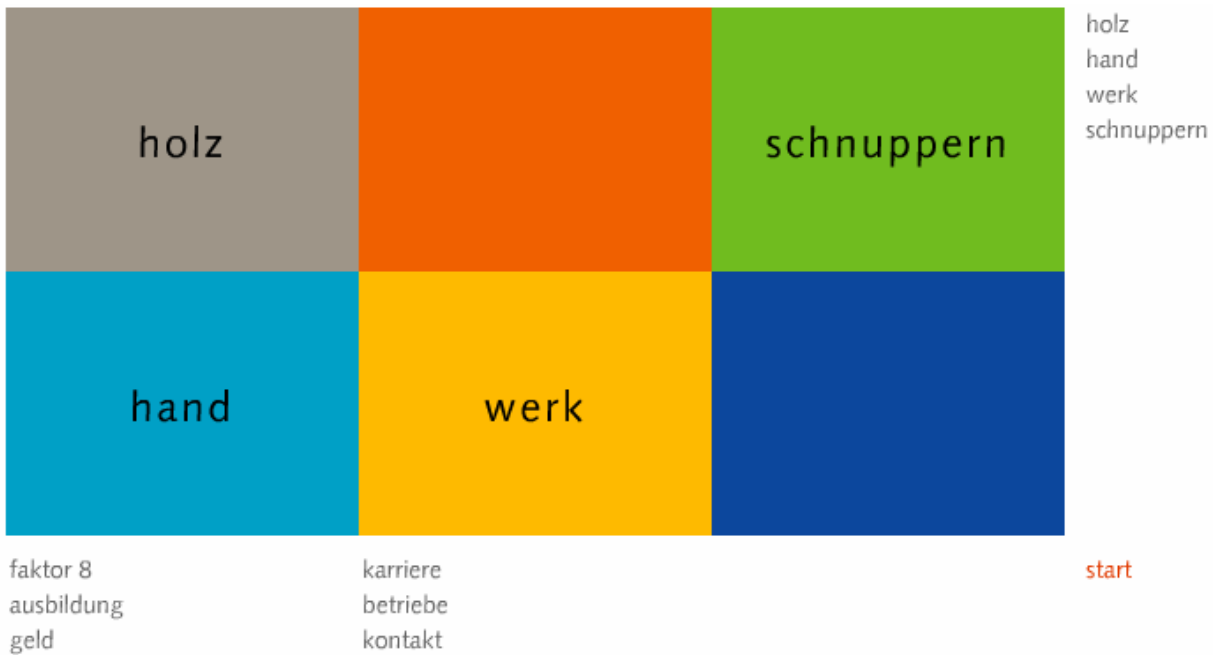 holz
schnuppern
hand
werk
holz
hand
werk
schnuppern
faktor 8
ausbildung
geld
karriere
betriebe
kontakt
start